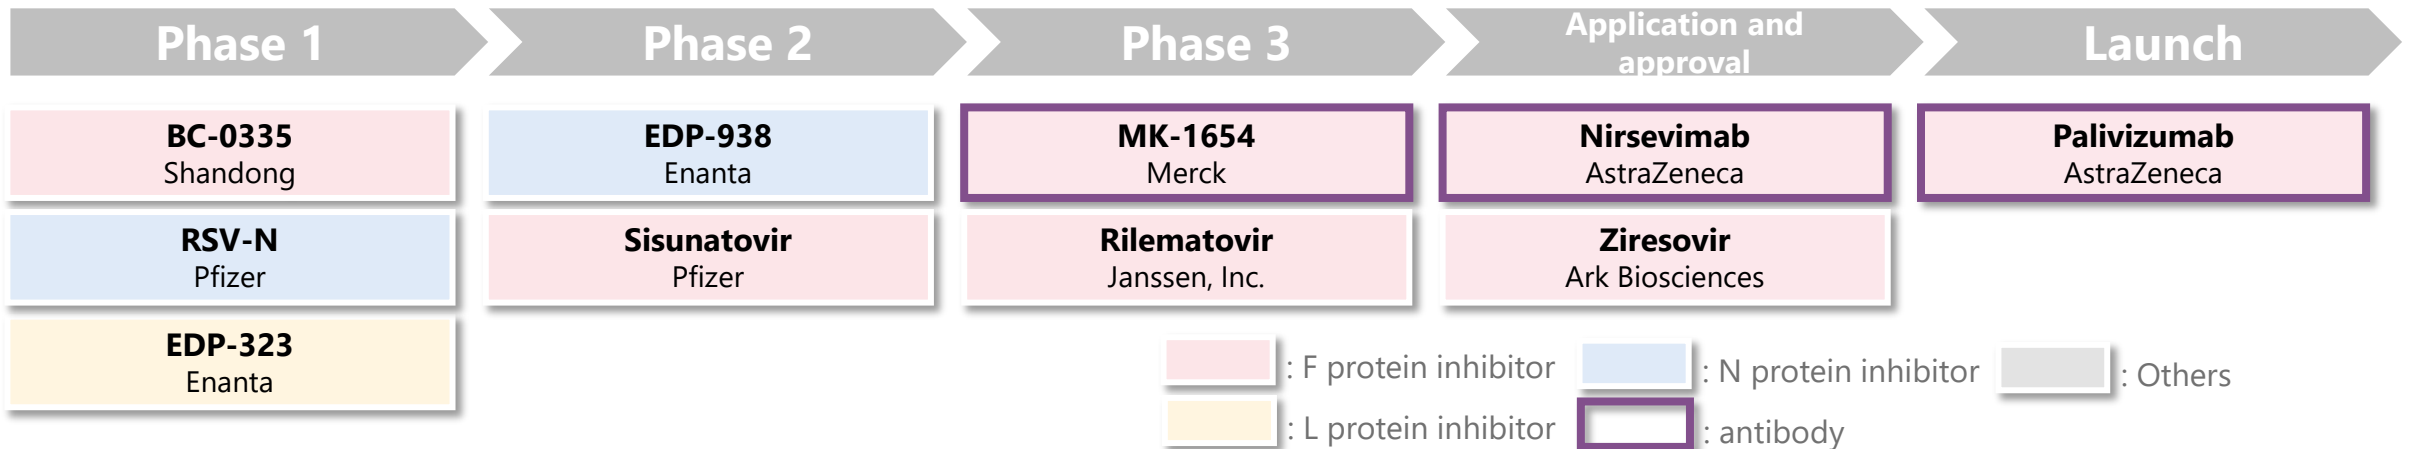 Phase 1
Phase 2
Phase 3
Application and
approval
Launch
BC-0335
Shandong
EDP-938
Enanta
MK-1654
Merck
Nirsevimab
AstraZeneca
Palivizumab
AstraZeneca
RSV-N
Pfizer
Sisunatovir
Pfizer
Rilematovir
Janssen, Inc.
Ziresovir
Ark Biosciences
EDP-323
Enanta
: F protein inhibitor
: N protein inhibitor
: Others
: L protein inhibitor
: antibody